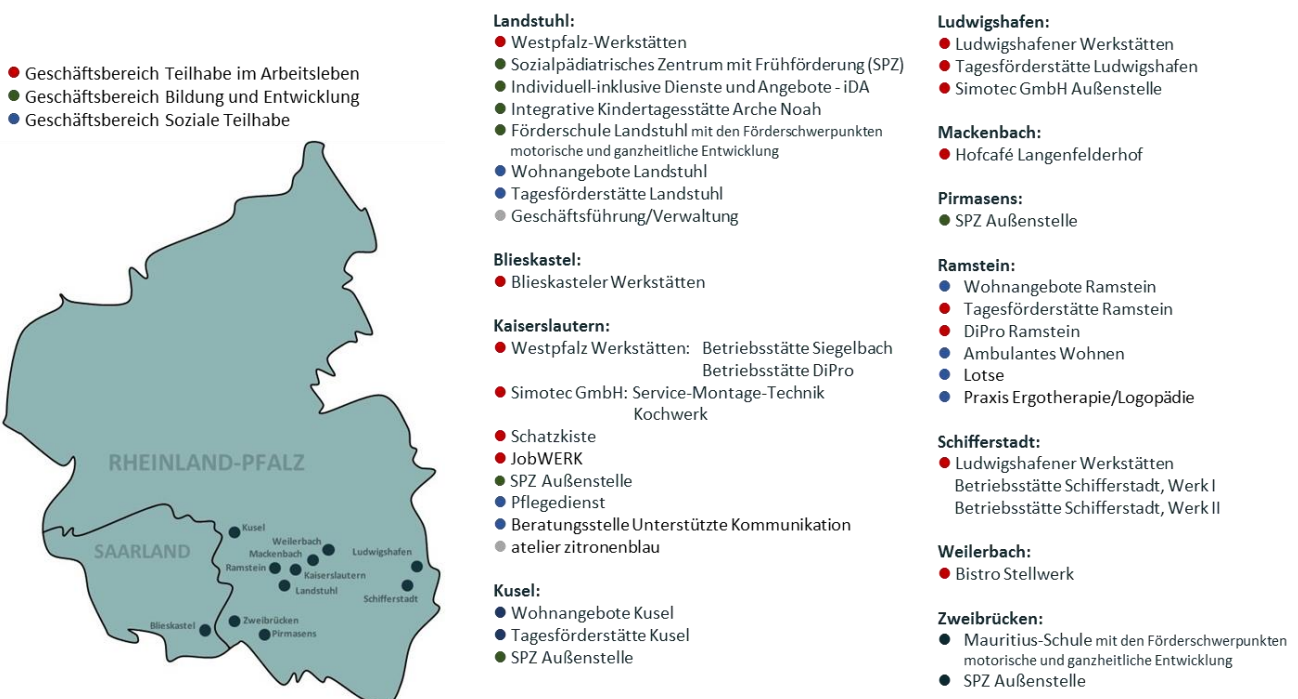 Geschäftsbereich Teilhabe im Arbeitsleben
Geschäftsbereich Bildung und Entwicklung
Geschäftsbereich Soziale Teilhabe
RHEINLAND-PFALZ
SAARLAND
Kusel
Weilerbach
Mackenbach
Ramstein
Kaiserslautern
Landstuhl
Ludwigshafen
Schifferstadt
Zweibrücken
Blieskastel
Pirmasens
Landstuhl:
Westpfalz-Werkstätten
Sozialpädiatrisches Zentrum mit Frühförderung (SPZ)
Individuell-inklusive Dienste und Angebote - iDA
Integrative Kindertagesstätte Arche Noah
Förderschule Landstuhl mit den Förderschwerpunkten
motorische und ganzheitliche Entwicklung
Wohnangebote Landstuhl
Tagesförderstätte Landstuhl
Geschäftsführung/Verwaltung
Blieskastel:
Blieskasteler Werkstätten
Kaiserslautern:
Westpfalz Werkstätten: Betriebsstätte Siegelbach
Betriebsstätte DiPro
Simotec GmbH: Service-Montage-Technik
Kochwerk
Schatzkiste
JobWERK
SPZ Außenstelle
Pflegedienst
Beratungsstelle Unterstützte Kommunikation
atelier zitronenblau
Kusel:
Wohnangebote Kusel
Tagesförderstätte Kusel
SPZ Außenstelle
Ludwigshafen:
Ludwigshafener Werkstätten
Tagesförderstätte Ludwigshafen
Simotec GmbH Außenstelle
Mackenbach:
Hofcafé Langenfelderhof
Pirmasens:
SPZ Außenstelle
Ramstein:
Wohnangebote Ramstein
Tagesförderstätte Ramstein
DiPro Ramstein
Ambulantes Wohnen
Lotse
Praxis Ergotherapie/Logopädie
Schifferstadt:
Ludwigshafener Werkstätten
Betriebsstätte Schifferstadt, Werk I
Betriebsstätte Schifferstadt, Werk II
Weilerbach:
Bistro Stellwerk
Zweibrücken:
Mauritius-Schule mit den Förderschwerpunkten
motorische und ganzheitliche Entwicklung
SPZ Außenstelle